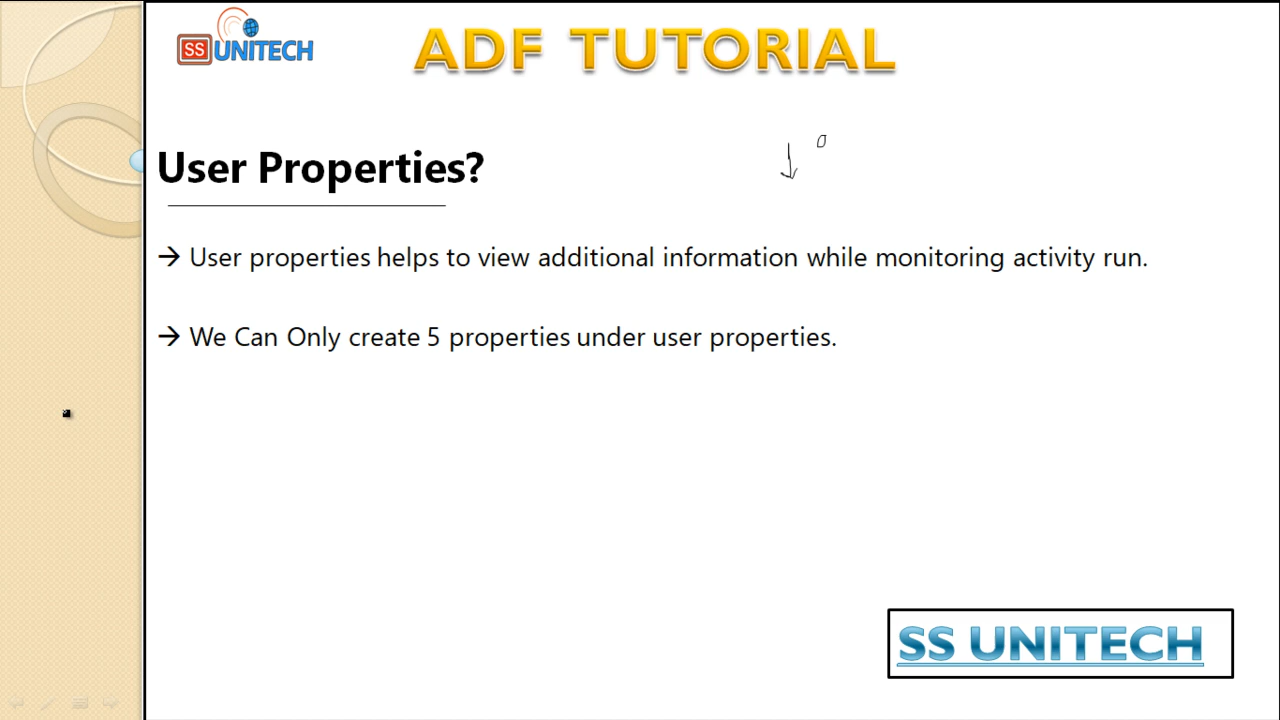 SS UNITECH
ADF TUTORIAL
User Properties?
→ User properties helps to view additional information while monitoring activity run.
→ We Can Only create 5 properties under user properties.
SS UNITECH